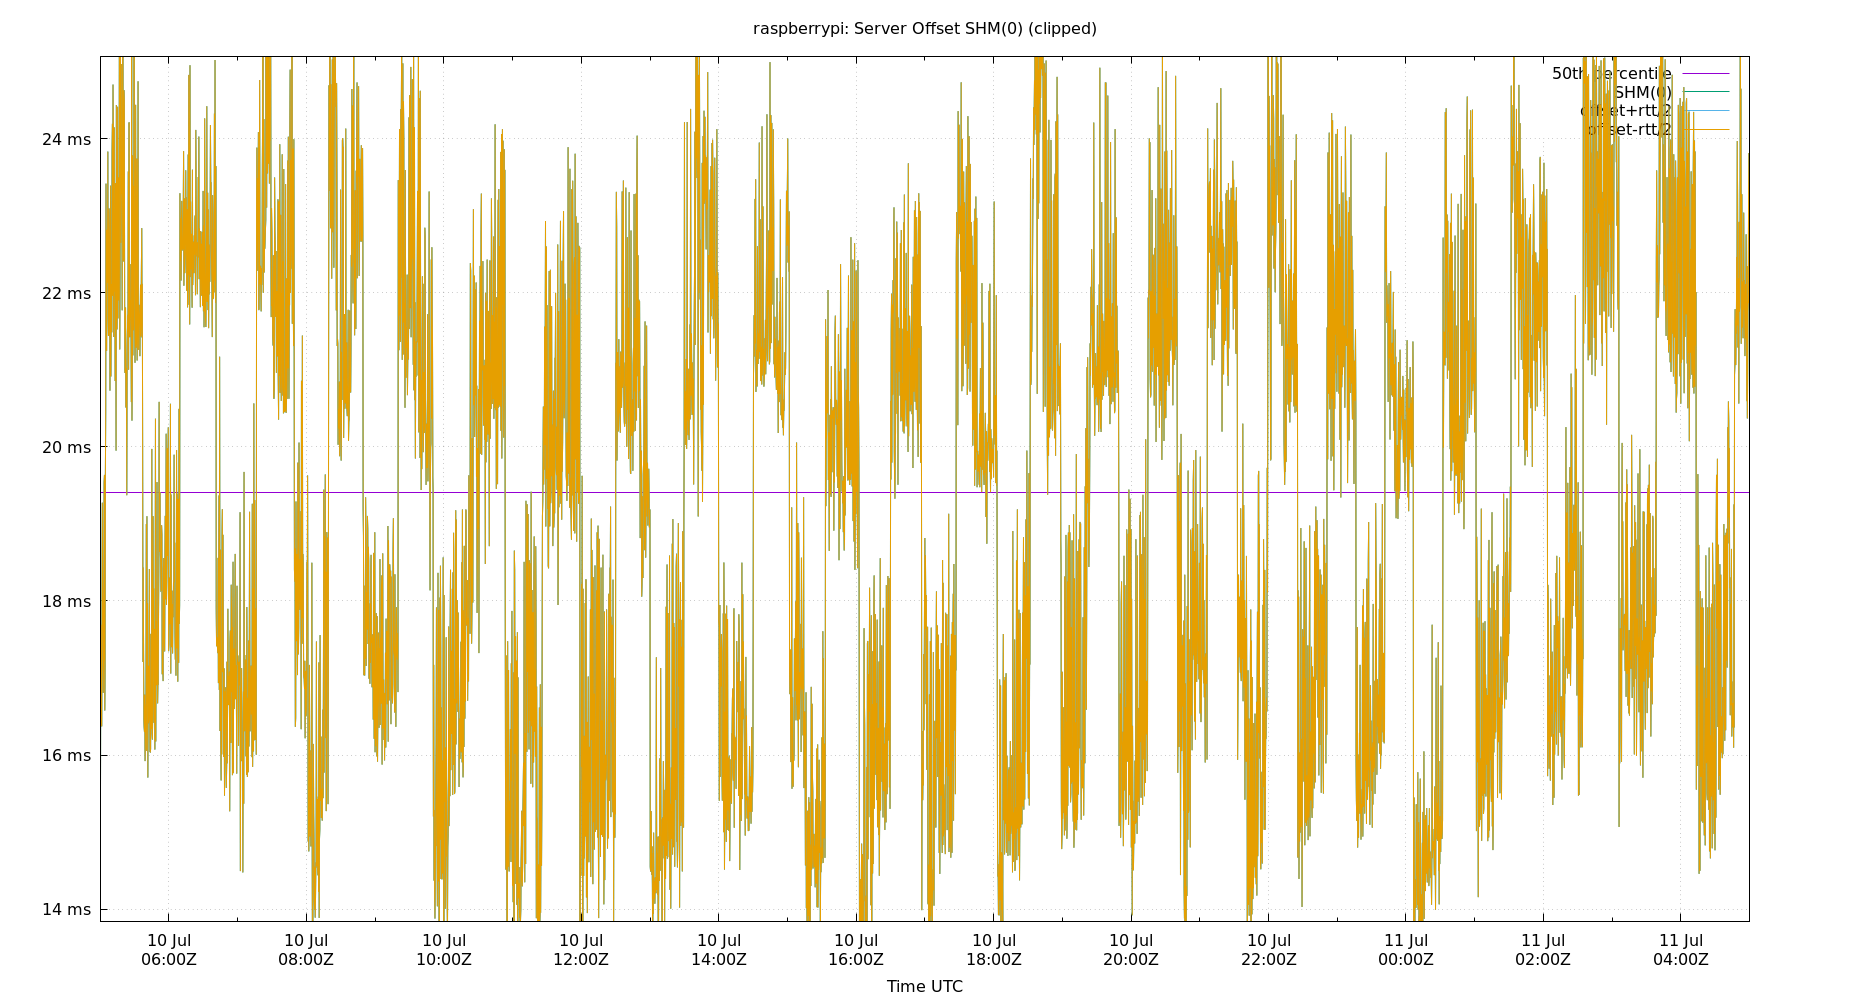 raspberrypi: Server Offset SHM(0) (clipped)
50th percentile
SHM(0)
offset+rtt/2
offset-rtt/2
24 ms
22 ms
20 ms
18 ms
16 ms
14 ms
10 Jul 10 Jul 10 Jul 10 Jul 10 Jul 10 Jul 10 Jul 10 Jul 10 Jul 11 Jul 11 Jul 11 Jul
06:00Z 08:00Z 10:00Z 12:00Z 14:00Z 16:00Z 18:00Z 20:00Z 22:00Z 00:00Z 02:00Z 04:00Z
Time UTC